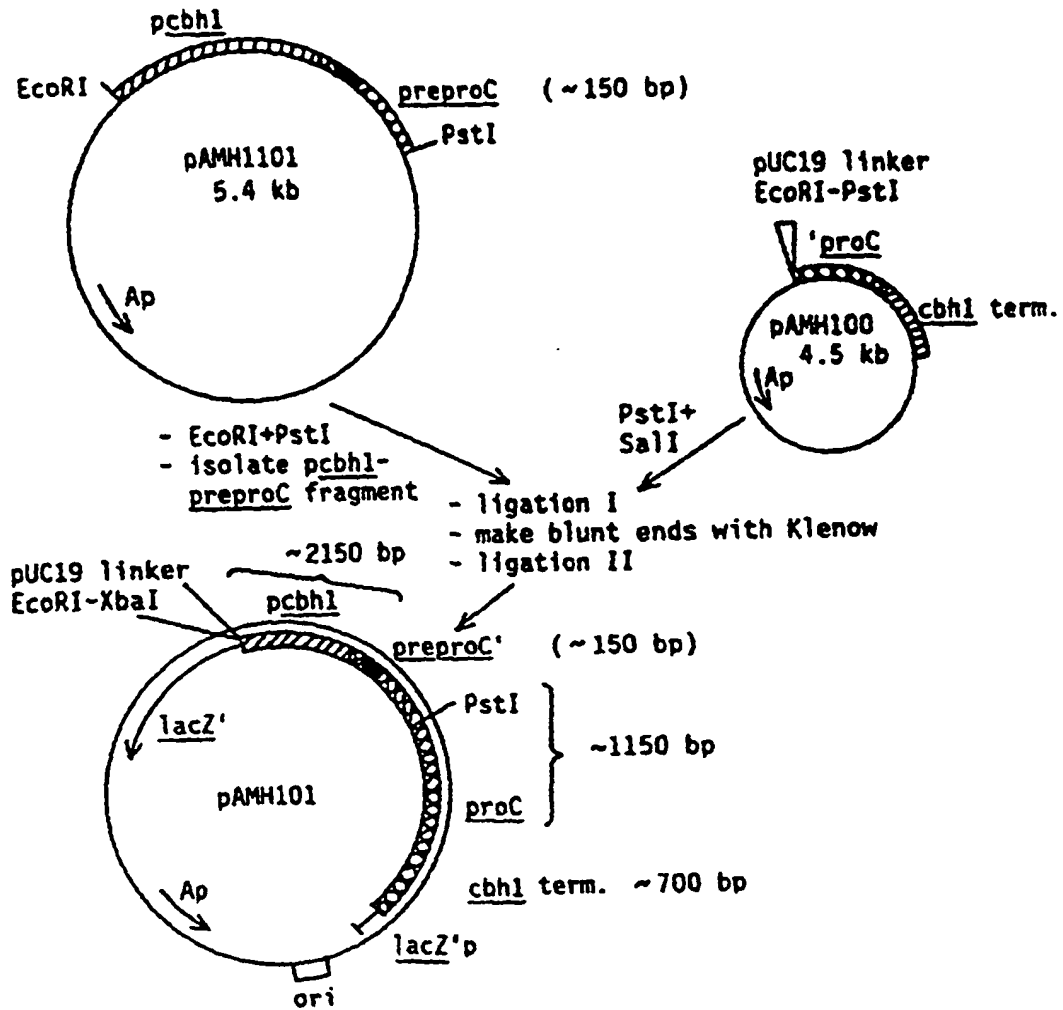 pcbh1
EcoRI
preproC (~150 bp)
PstI
pAMH1101
5.4 kb
Ap
pUC19 linker
EcoRI-PstI
'proC
cbh1 term.
pAMH100
4.5 kb
Ap
- EcoRI+PstI
- isolate pcbh1-
preproC fragment
PstI+
SalI
- ligation I
- make blunt ends with Klenow
- ligation II
~2150 bp
pUC19 linker
EcoRI-XbaI
pcbh1
preproC' (~150 bp)
PstI
lacZ'
~1150 bp
pAMH101
proC
Ap
cbh1 term. ~700 bp
lacZ'p
ori